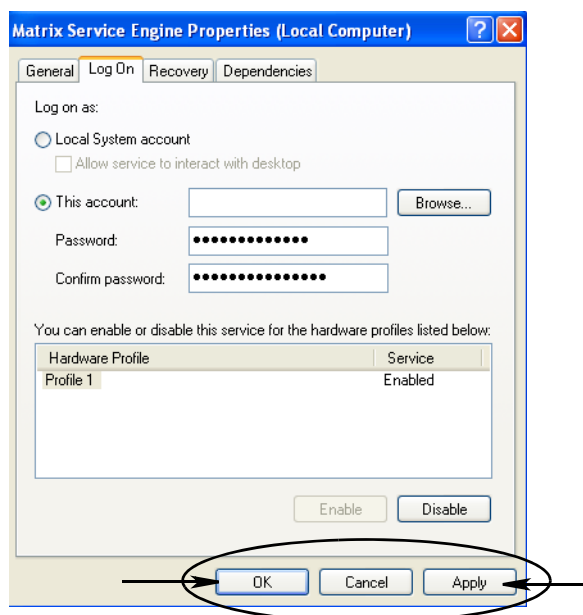 Matrix Service Engine Properties (Local Computer)
General Log On Recovery Dependencies
Log on as:
Local System account
Allow service to interact with desktop
This account: Browse...
Password: •••••••••••••
Confirm password: •••••••••••••••
You can enable or disable this service for the hardware profiles listed below:
Hardware Profile Service
Profile 1 Enabled
Enable Disable
OK Cancel Apply